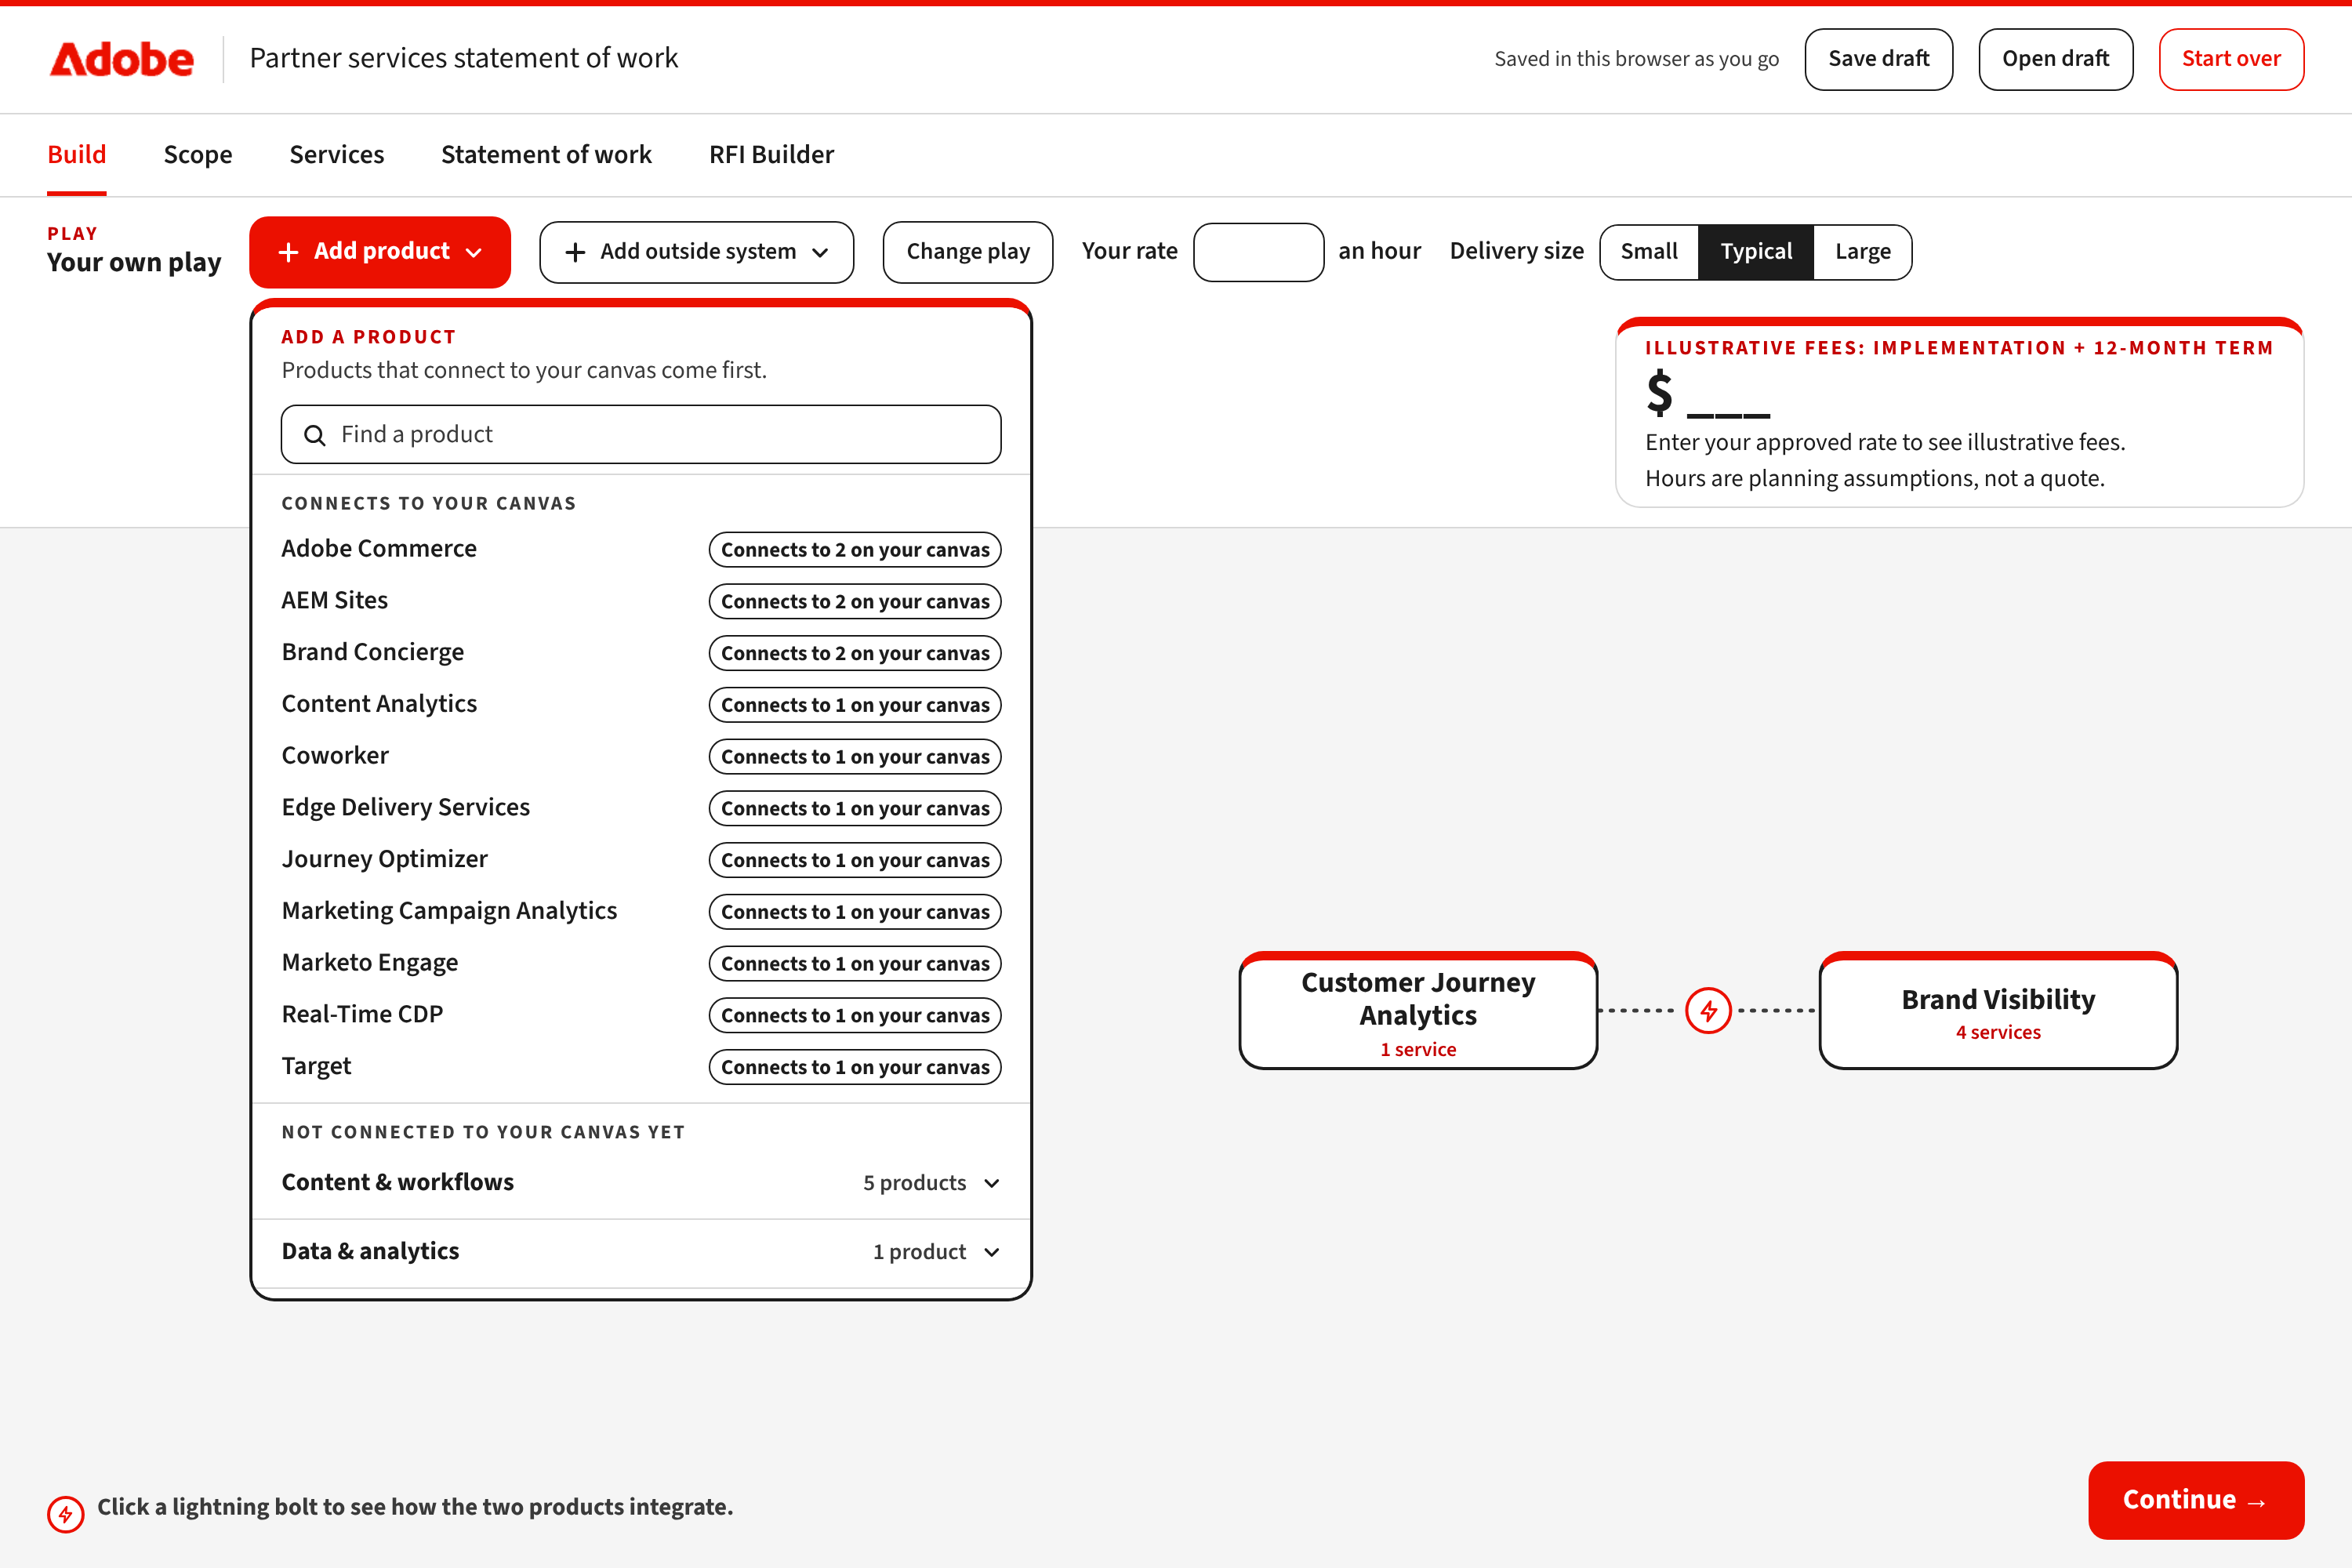 Adobe
Partner services statement of work
Saved in this browser as you go
Save draft
Open draft
Start over
Build
Scope
Services
Statement of work
RFI Builder
PLAY
Your own play
+ Add product
+ Add outside system
Change play
Your rate
an hour
Delivery size
Small
Typical
Large
ADD A PRODUCT
Products that connect to your canvas come first.
Find a product
CONNECTS TO YOUR CANVAS
Adobe Commerce
Connects to 2 on your canvas
AEM Sites
Connects to 2 on your canvas
Brand Concierge
Connects to 2 on your canvas
Content Analytics
Connects to 1 on your canvas
Coworker
Connects to 1 on your canvas
Edge Delivery Services
Connects to 1 on your canvas
Journey Optimizer
Connects to 1 on your canvas
Marketing Campaign Analytics
Connects to 1 on your canvas
Marketo Engage
Connects to 1 on your canvas
Real-Time CDP
Connects to 1 on your canvas
Target
Connects to 1 on your canvas
NOT CONNECTED TO YOUR CANVAS YET
Content & workflows
5 products
Data & analytics
1 product
ILLUSTRATIVE FEES: IMPLEMENTATION + 12-MONTH TERM
$ ___
Enter your approved rate to see illustrative fees.
Hours are planning assumptions, not a quote.
Customer Journey
Analytics
1 service
Brand Visibility
4 services
Click a lightning bolt to see how the two products integrate.
Continue →